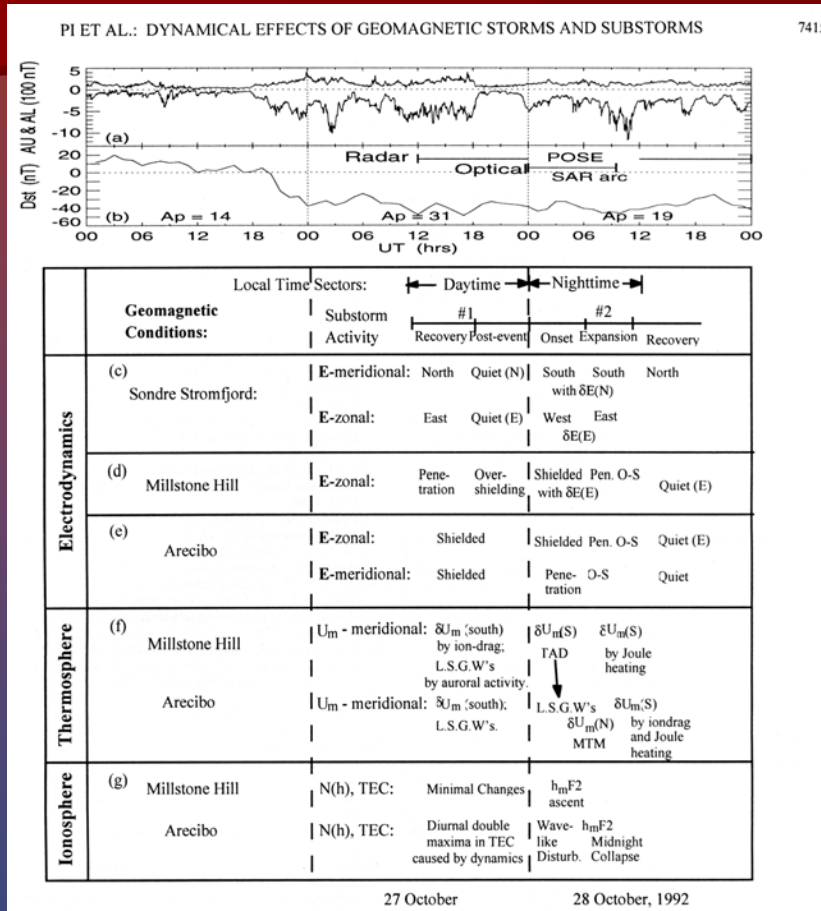 PI ET AL.: DYNAMICAL EFFECTS OF GEOMAGNETIC STORMS AND SUBSTORMS 741
AU & AL (100 nT)
5
0
-5
-10
(a)
Dst (nT)
20
0
-20
-40
-60
(b)
Radar
Optical
POSE
SAR arc
Ap = 14 Ap = 31 Ap = 19
00 06 12 18 00 06 12 18 00 06 12 18 00
UT (hrs)
Local Time Sectors: Daytime Nighttime
Geomagnetic Conditions: Substorm Activity
#1 #2
Recovery Post-event Onset Expansion Recovery
Electrodynamics
(c) Sondre Stromfjord:
E-meridional: North Quiet (N) South South North
with δE(N)
E-zonal: East Quiet (E) West East
δE(E)
(d) Millstone Hill
E-zonal: Pene- Over- Shielded Pen. O-S Quiet (E)
tration shielding with δE(E)
(e) Arecibo
E-zonal: Shielded Shielded Pen. O-S Quiet (E)
E-meridional: Shielded Pene- O-S Quiet
tration
Thermosphere
(f) Millstone Hill
Um - meridional: δUm (south) δUm(S) δUm(S)
by ion-drag; TAD by Joule
L.S.G.W's heating
by auroral activity.
Arecibo
Um - meridional: δUm (south); L.S.G.W's δUm(S)
L.S.G.W's. δUm(N) by iondrag
MTM and Joule
heating
Ionosphere
(g) Millstone Hill
N(h), TEC: Minimal Changes hmF2
ascent
Arecibo
N(h), TEC: Diurnal double Wave- hmF2
maxima in TEC like Midnight
caused by dynamics Disturb. Collapse
27 October 28 October, 1992